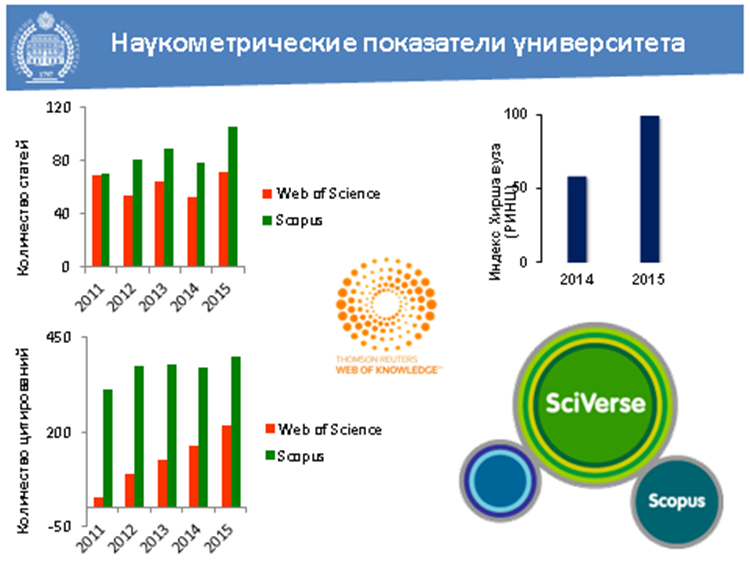 Наукометрические показатели университета
1797
Количество статей
120
80
40
0
2011
2012
2013
2014
2015
Web of Science
Scopus
Индекс Хирша вуза
(РИНЦ)
100
50
0
2014
2015
THOMSON REUTERS
WEB OF KNOWLEDGE™
Количество цитирований
450
200
-50
2011
2012
2013
2014
2015
Web of Science
Scopus
SciVerse
Scopus